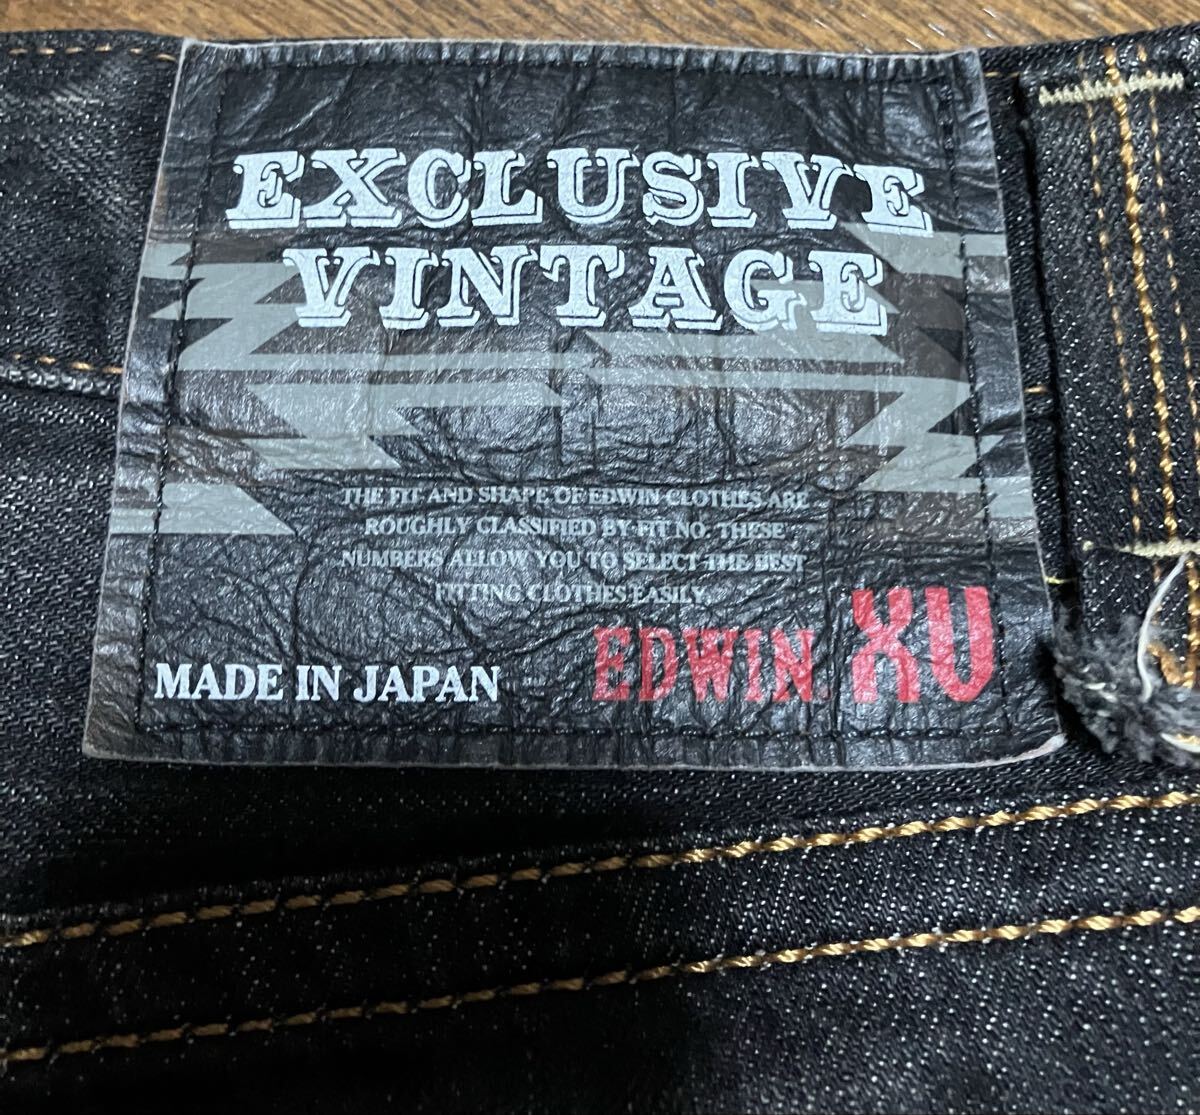 EXCLUSIVE
VINTAGE
THE FIT AND SHAPE OF EDWIN CLOTHES ARE
ROUGHLY CLASSIFIED BY FIT NO. THESE
NUMBERS ALLOW YOU TO SELECT THE BEST
FITTING CLOTHES EASILY.
MADE IN JAPAN EDWIN. XV